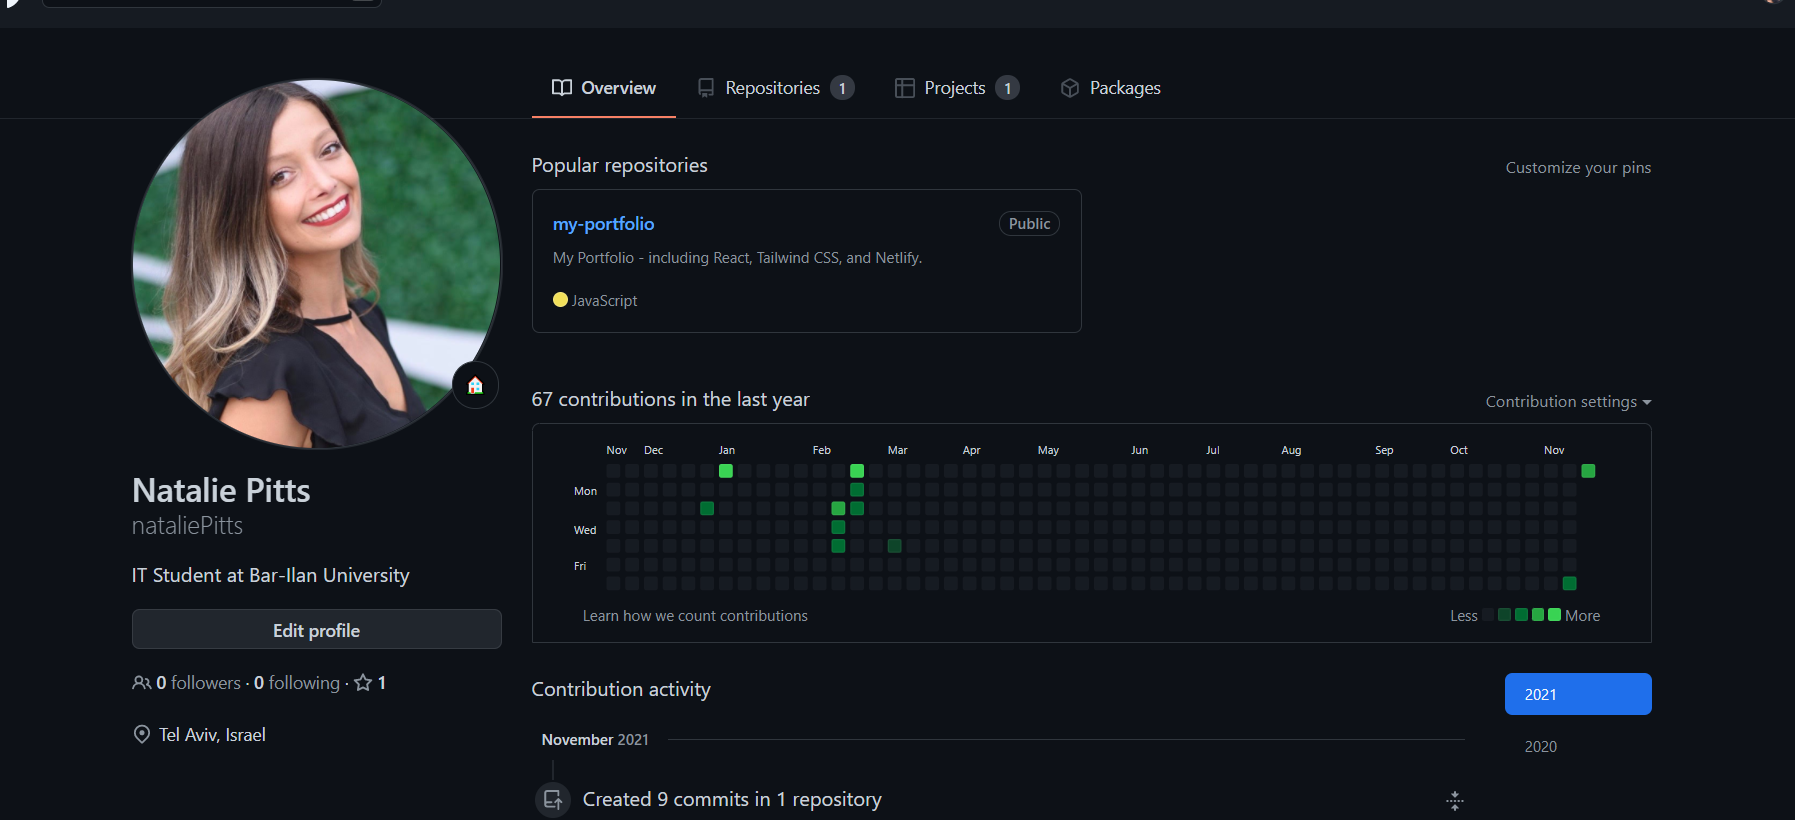 Overview
Repositories 1
Projects 1
Packages
Popular repositories
Customize your pins
my-portfolio
Public
My Portfolio - including React, Tailwind CSS, and Netlify.
JavaScript
67 contributions in the last year
Contribution settings
Nov Dec Jan Feb Mar Apr May Jun Jul Aug Sep Oct Nov
Mon
Wed
Fri
Learn how we count contributions
Less More
Natalie Pitts
nataliePitts
IT Student at Bar-Ilan University
Edit profile
0 followers · 0 following · 1
Tel Aviv, Israel
Contribution activity
2021
2020
November 2021
Created 9 commits in 1 repository